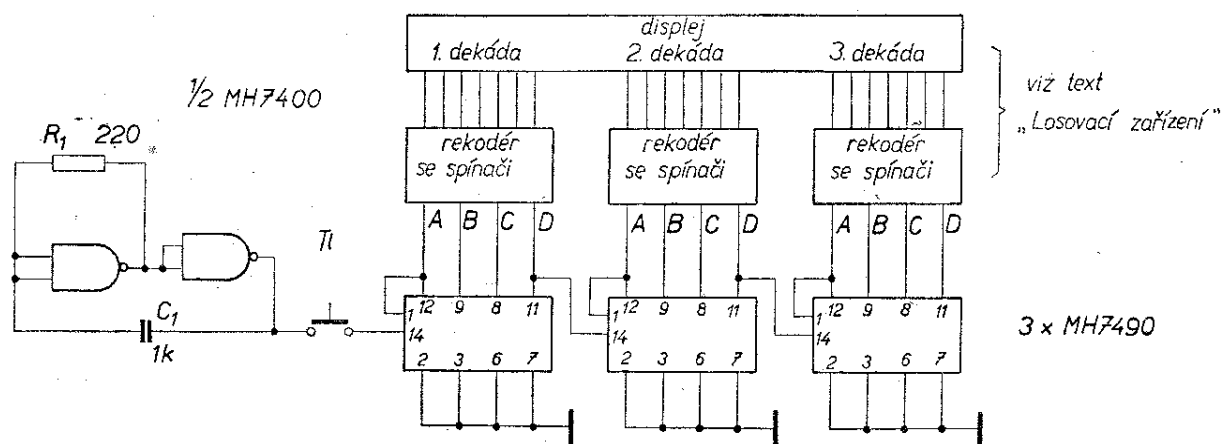 displej
1. dekáda 2. dekáda 3. dekáda
½ MH7400
R₁ 220
rekodér se spínači
rekodér se spínači
rekodér se spínači
viz text
„Losovací zařízení"
A B C D
A B C D
A B C D
Tl
C₁
1k
12 9 8 11
1
14
2 3 6 7
12 9 8 11
1
14
2 3 6 7
12 9 8 11
1
14
2 3 6 7
3 x MH7490